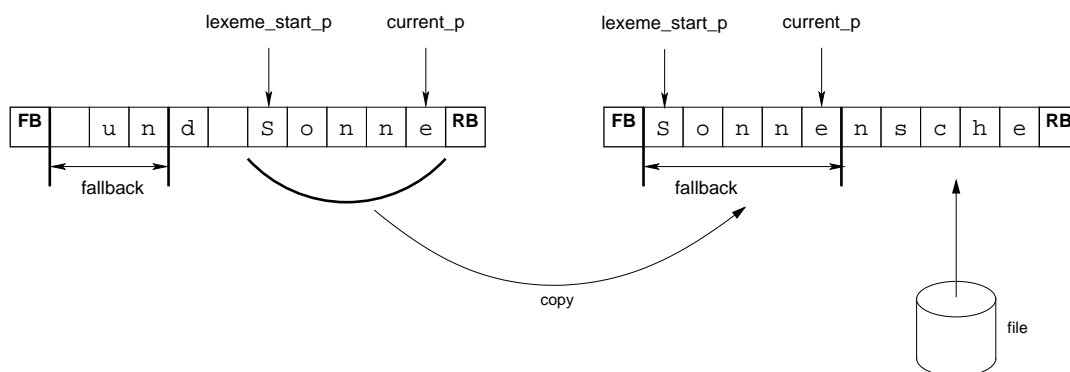 lexeme_start_p current_p lexeme_start_p current_p
FB u n d S o n n e RB FB S o n n e n s c h e RB
fallback fallback
copy
file